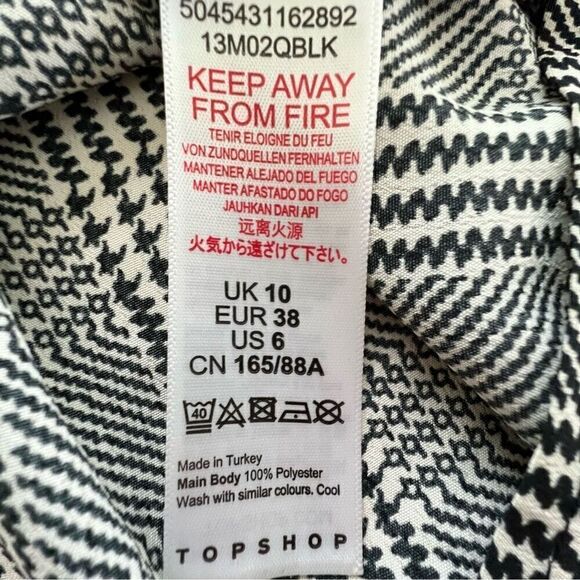 5045431162892
13M02QBLK
KEEP AWAY
FROM FIRE
TENIR ELOIGNE DU FEU
VON ZUNDQUELLEN FERNHALTEN
MANTENER ALEJADO DEL FUEGO
MANTER AFASTADO DO FOGO
JAUHKAN DARI API
远离火源
火気から遠ざけて下さい。
UK 10
EUR 38
US 6
CN 165/88A
40
Made in Turkey
Main Body 100% Polyester
Wash with similar colours. Cool
TOPSHOP